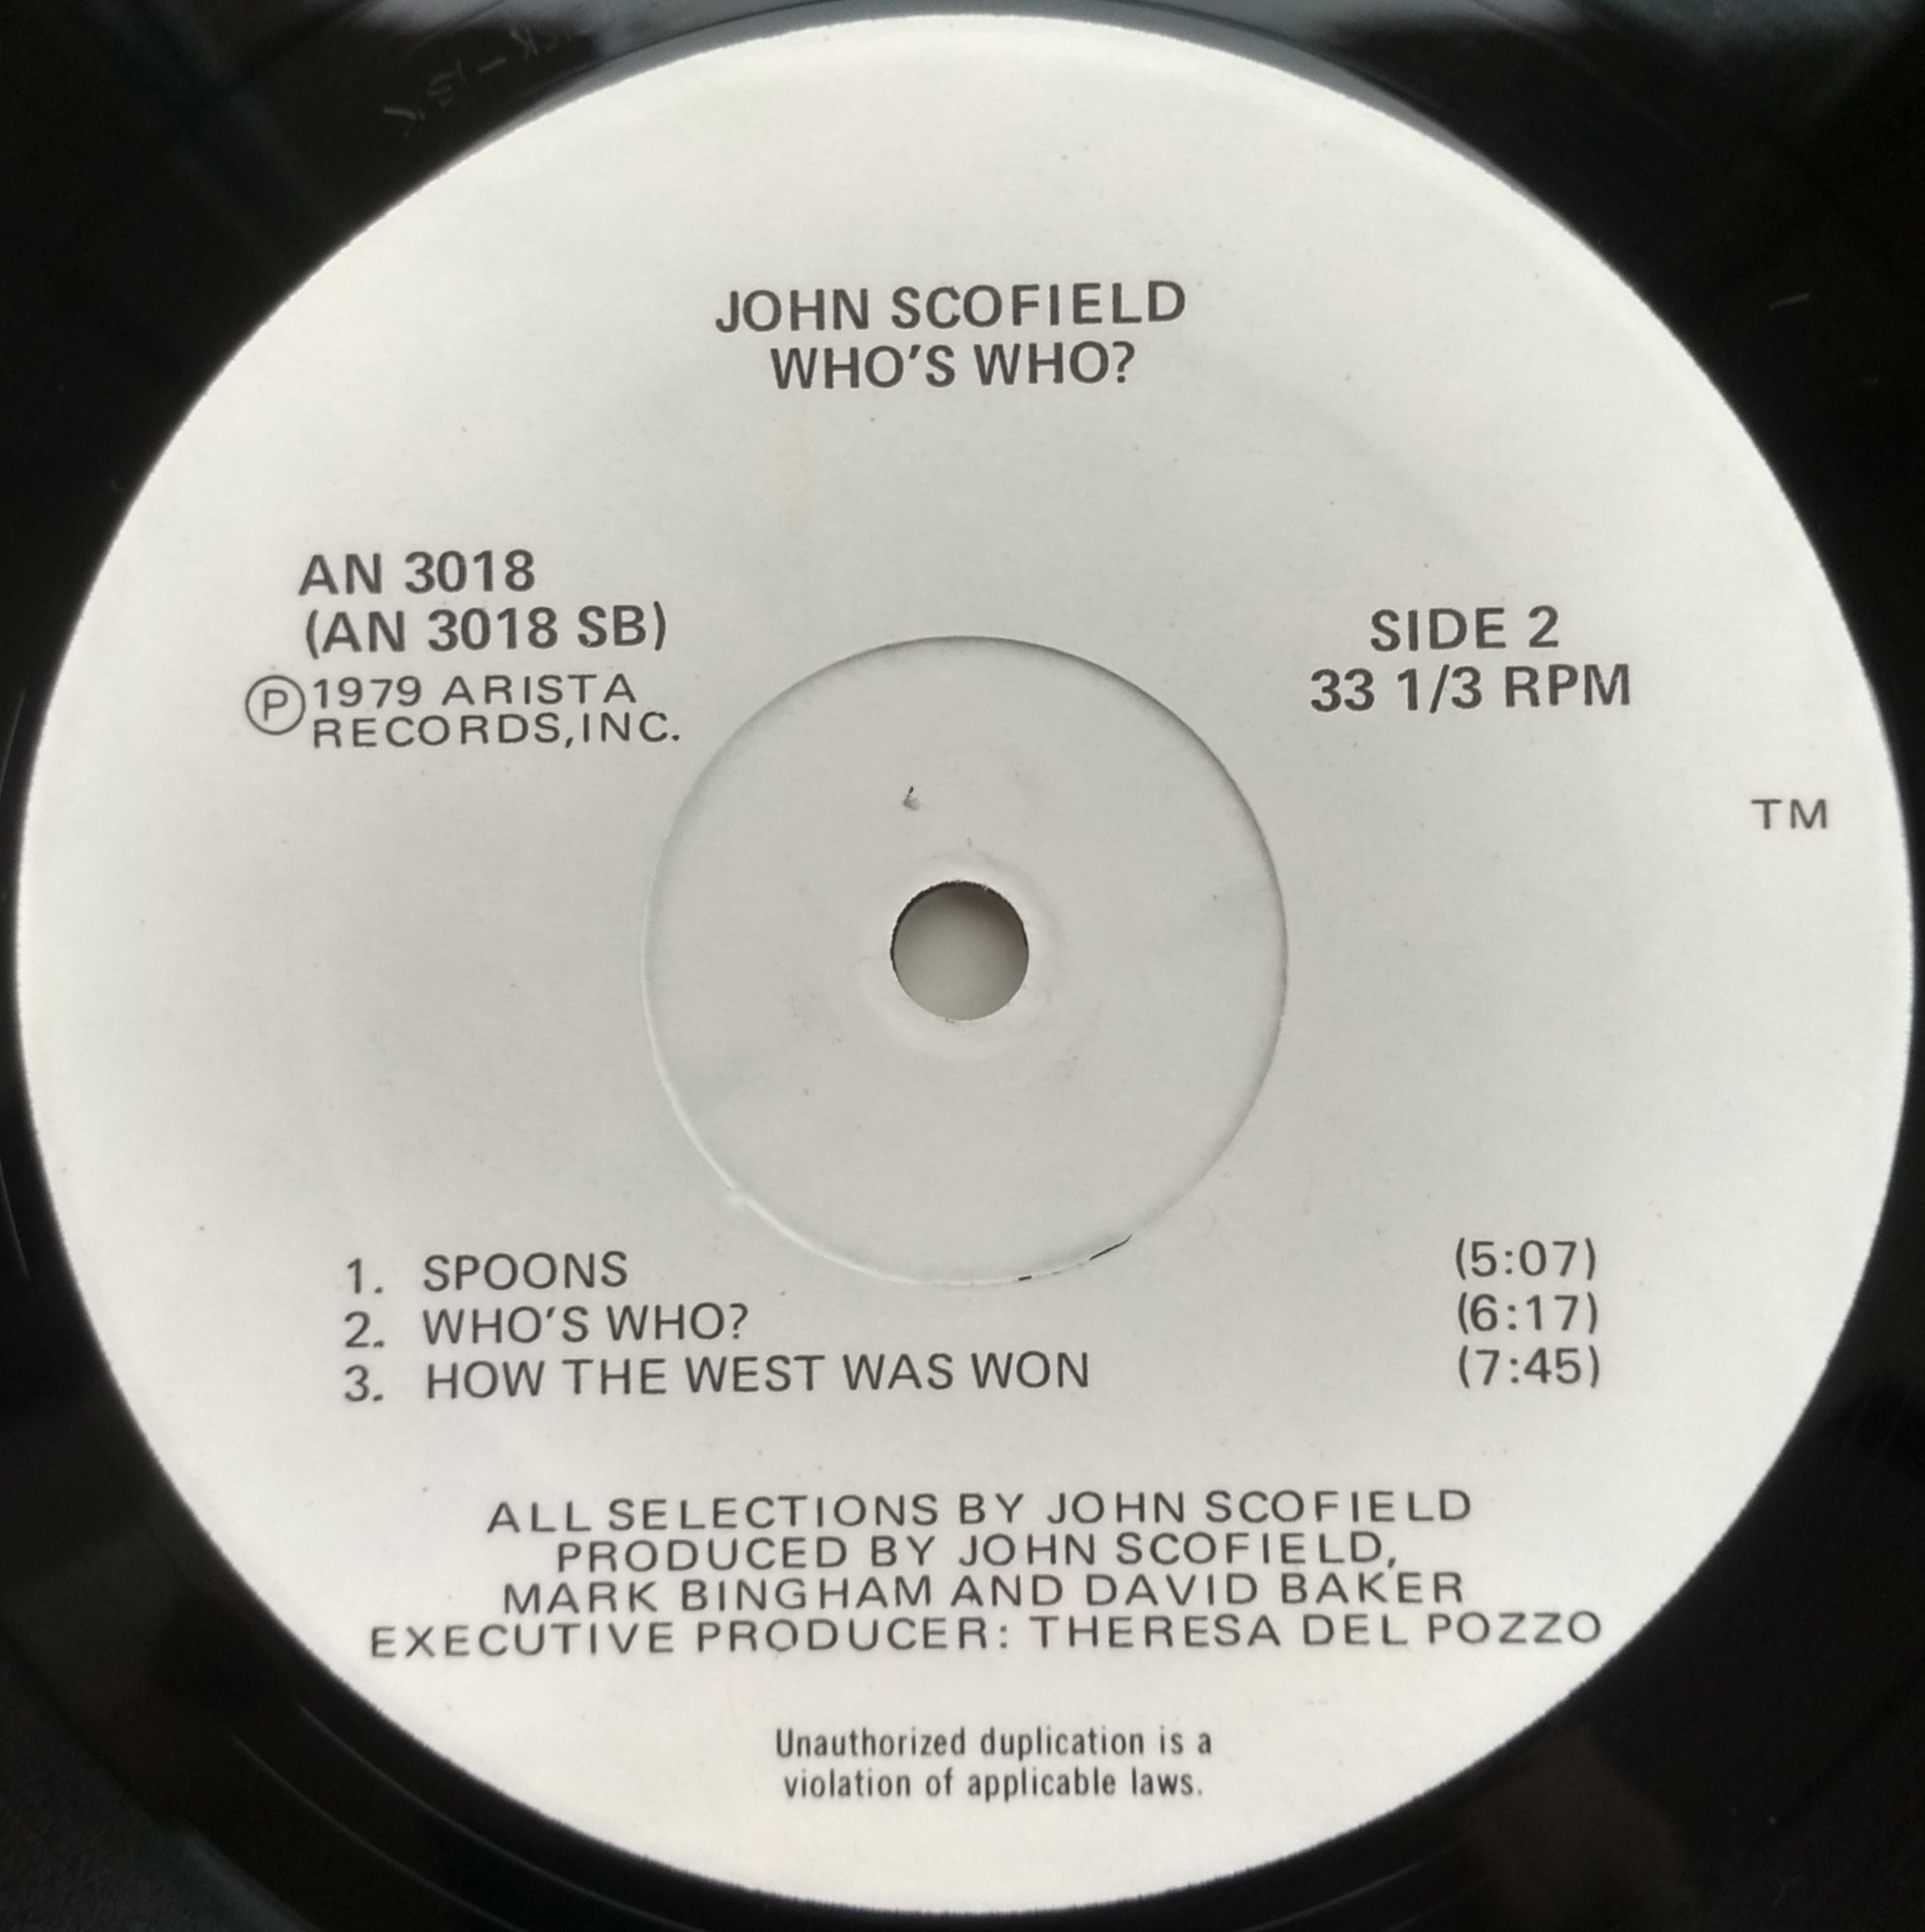 JOHN SCOFIELD
WHO'S WHO?
AN 3018
(AN 3018 SB)
Ⓟ1979 ARISTA
RECORDS,INC.
SIDE 2
33 1/3 RPM
TM
1. SPOONS (5:07)
2. WHO'S WHO? (6:17)
3. HOW THE WEST WAS WON (7:45)
ALL SELECTIONS BY JOHN SCOFIELD
PRODUCED BY JOHN SCOFIELD,
MARK BINGHAM AND DAVID BAKER
EXECUTIVE PRODUCER: THERESA DEL POZZO
Unauthorized duplication is a
violation of applicable laws.